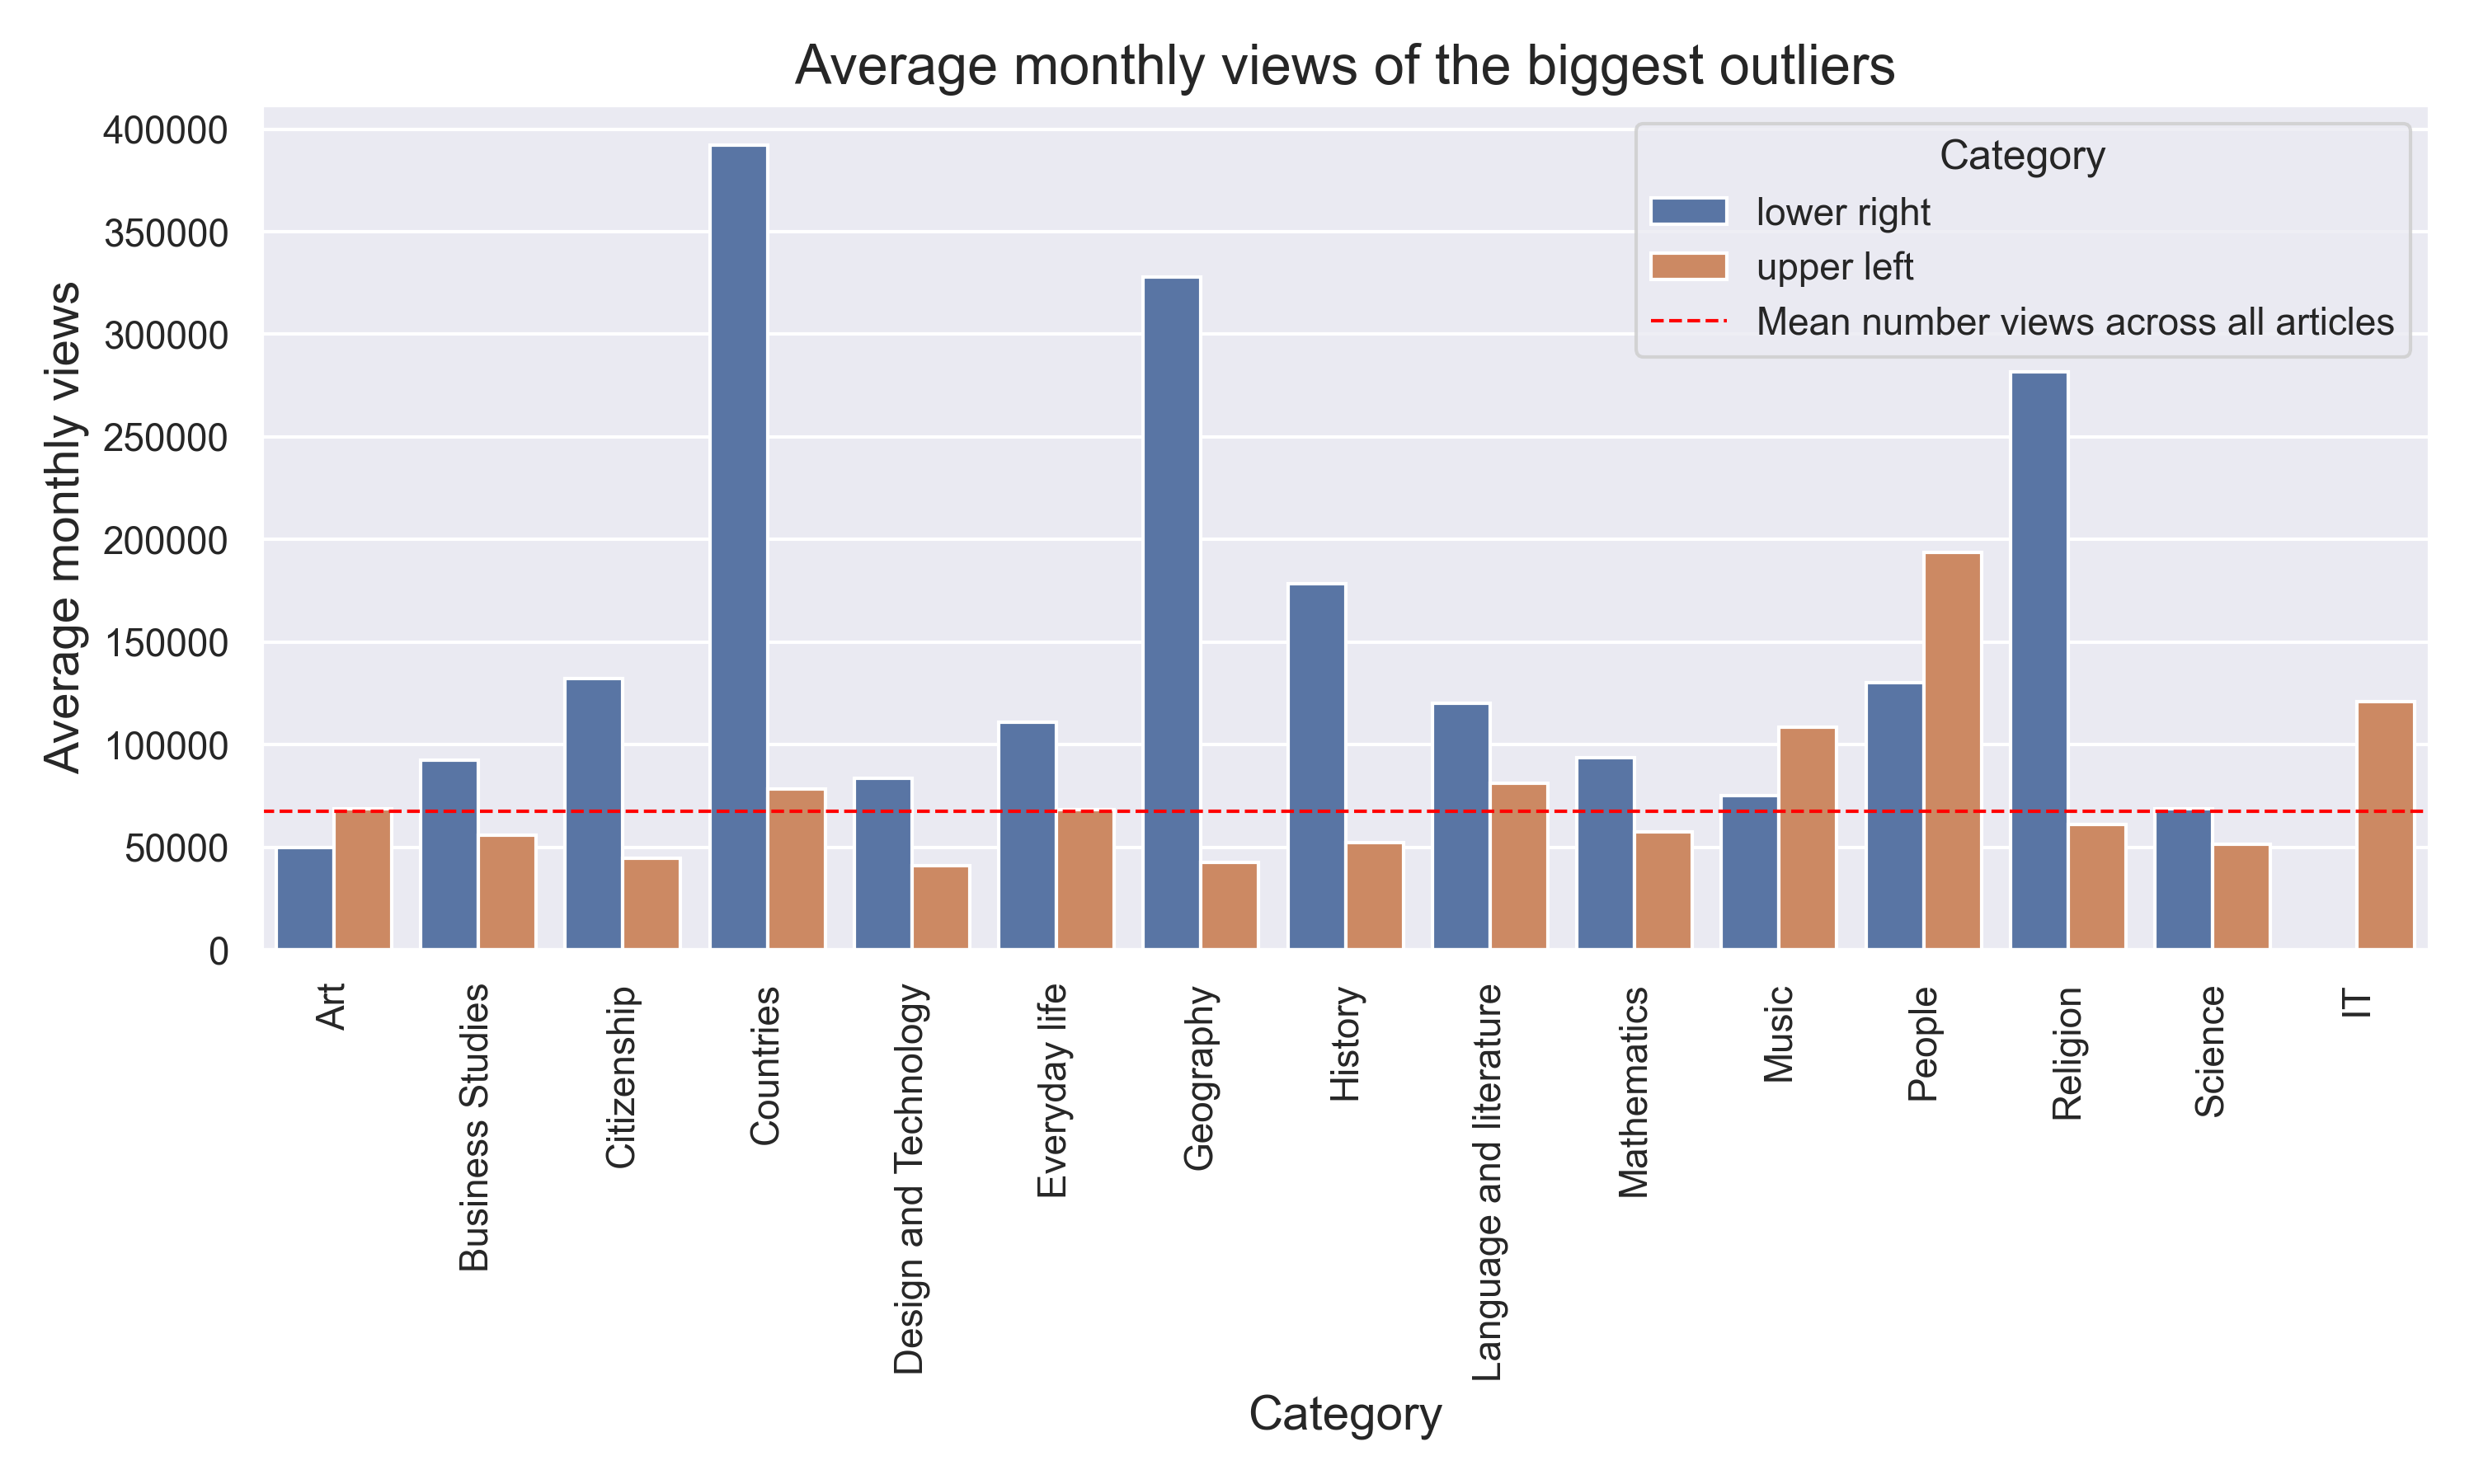 Average monthly views of the biggest outliers
Average monthly views
400000
350000
300000
250000
200000
150000
100000
50000
0
Category
lower right
upper left
Mean number views across all articles
Art
Business Studies
Citizenship
Countries
Design and Technology
Everyday life
Geography
History
Language and literature
Mathematics
Music
People
Religion
Science
IT
Category